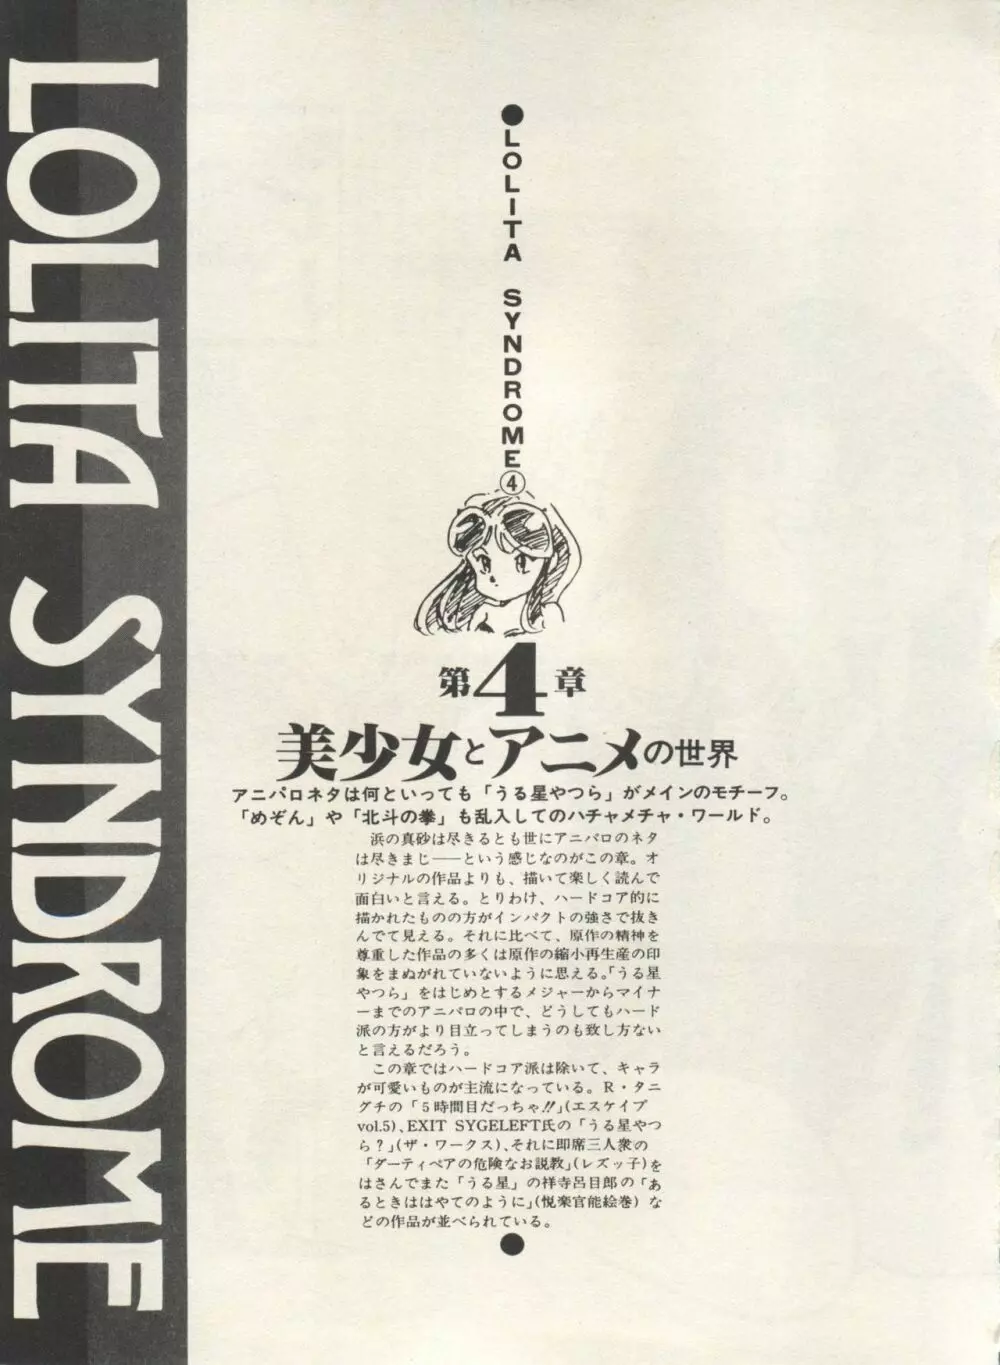 LOLITA SYNDROME
●LOLITA SYNDROME④
第4章
美少女とアニメの世界
アニパロネタは何といっても「うる星やつら」がメインのモチーフ。
「めぞん」や「北斗の拳」も乱入してのハチャメチャ・ワールド。
浜の真砂は尽きるとも世にアニパロのネタ
は尽きまじ──という感じなのがこの章。オ
リジナルの作品よりも、描いて楽しく読んで
面白いと言える。とりわけ、ハードコア的に
描かれたものの方がインパクトの強さで抜き
んでて見える。それに比べて、原作の精神を
尊重した作品の多くは原作の縮小再生産の印
象をまぬがれていないように思える。「うる星
やつら」をはじめとするメジャーからマイナ
ーまでのアニパロの中で、どうしてもハード
派の方がより目立ってしまうのも致し方ない
と言えるだろう。
この章ではハードコア派は除いて、キャラ
が可愛いものが主流になっている。R・タニ
グチの「5時間目だっちゃ!!」(エスケイプ
vol.5)、EXIT SYGELEFT氏の「うる星やつ
ら？」(ザ・ワークス)、それに即席三人衆の
「ダーティペアの危険なお説教」(レズッ子)を
はさんでまた「うる星」の祥寺呂目郎の「あ
るときははやてのように」(悦楽官能絵巻)な
どの作品が並べられている。
●